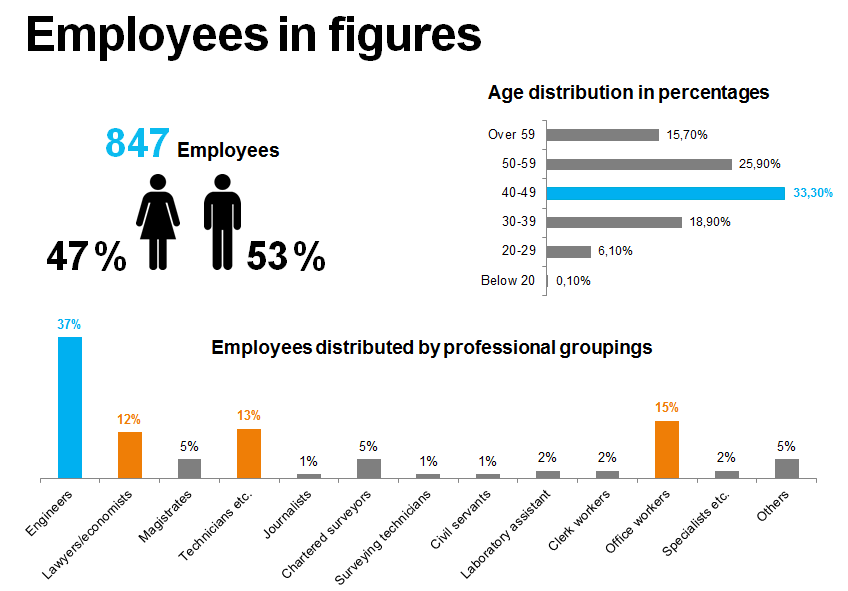 Employees in figures
Age distribution in percentages
847 Employees
47% 53%
Over 59 15,70%
50-59 25,90%
40-49 33,30%
30-39 18,90%
20-29 6,10%
Below 20 0,10%
Employees distributed by professional groupings
37%
12%
5%
13%
1%
5%
1%
1%
2%
2%
15%
2%
5%
Engineers
Lawyers/economists
Magistrates
Technicians etc.
Journalists
Chartered surveyors
Surveying technicians
Civil servants
Laboratory assistant
Clerk workers
Office workers
Specialists etc.
Others